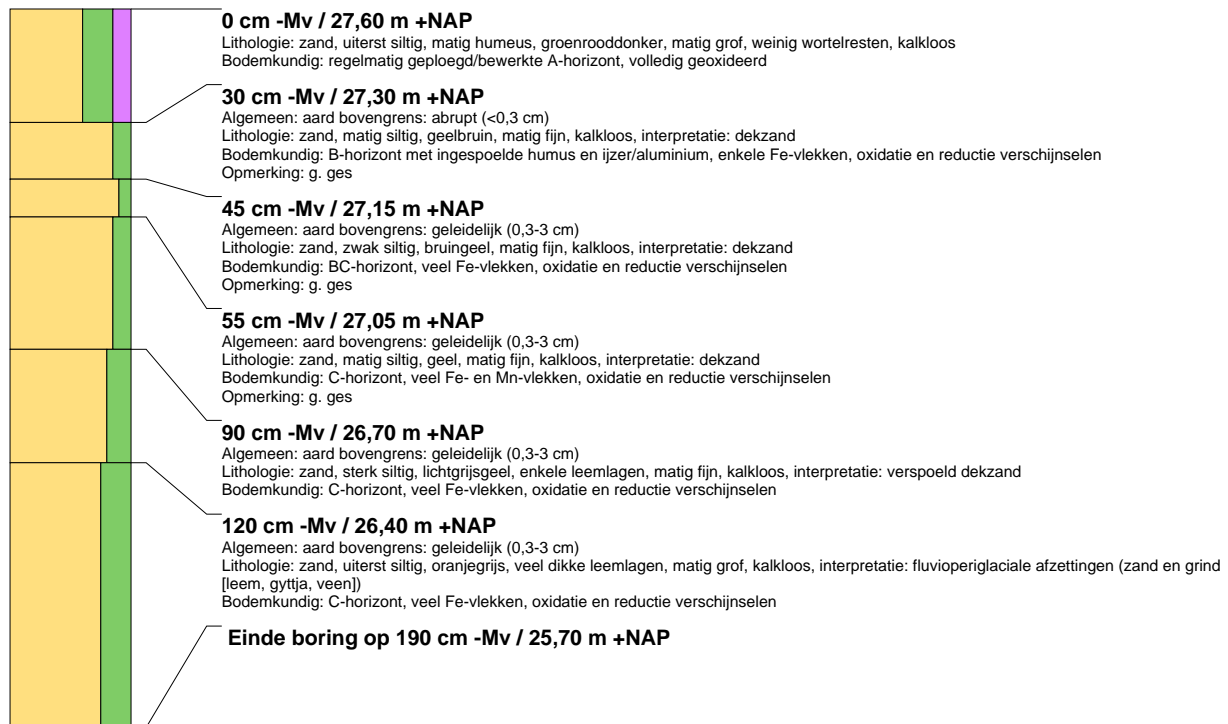 0 cm -Mv / 27,60 m +NAP
Lithologie: zand, uiterst siltig, matig humeus, groenrooddonker, matig grof, weinig wortelresten, kalkloos
Bodemkundig: regelmatig geploegd/bewerkte A-horizont, volledig geoxideerd
30 cm -Mv / 27,30 m +NAP
Algemeen: aard bovengrens: abrupt (<0,3 cm)
Lithologie: zand, matig siltig, geelbruin, matig fijn, kalkloos, interpretatie: dekzand
Bodemkundig: B-horizont met ingespoelde humus en ijzer/aluminium, enkele Fe-vlekken, oxidatie en reductie verschijnselen
Opmerking: g. ges
45 cm -Mv / 27,15 m +NAP
Algemeen: aard bovengrens: geleidelijk (0,3-3 cm)
Lithologie: zand, zwak siltig, bruingeel, matig fijn, kalkloos, interpretatie: dekzand
Bodemkundig: BC-horizont, veel Fe-vlekken, oxidatie en reductie verschijnselen
Opmerking: g. ges
55 cm -Mv / 27,05 m +NAP
Algemeen: aard bovengrens: geleidelijk (0,3-3 cm)
Lithologie: zand, matig siltig, geel, matig fijn, kalkloos, interpretatie: dekzand
Bodemkundig: C-horizont, veel Fe- en Mn-vlekken, oxidatie en reductie verschijnselen
Opmerking: g. ges
90 cm -Mv / 26,70 m +NAP
Algemeen: aard bovengrens: geleidelijk (0,3-3 cm)
Lithologie: zand, sterk siltig, lichtgrijsgeel, enkele leemlagen, matig fijn, kalkloos, interpretatie: verspoeld dekzand
Bodemkundig: C-horizont, veel Fe-vlekken, oxidatie en reductie verschijnselen
120 cm -Mv / 26,40 m +NAP
Algemeen: aard bovengrens: geleidelijk (0,3-3 cm)
Lithologie: zand, uiterst siltig, oranjegrijs, veel dikke leemlagen, matig grof, kalkloos, interpretatie: fluvioperiglaciale afzettingen (zand en grind
[leem, gyttja, veen])
Bodemkundig: C-horizont, veel Fe-vlekken, oxidatie en reductie verschijnselen
Einde boring op 190 cm -Mv / 25,70 m +NAP